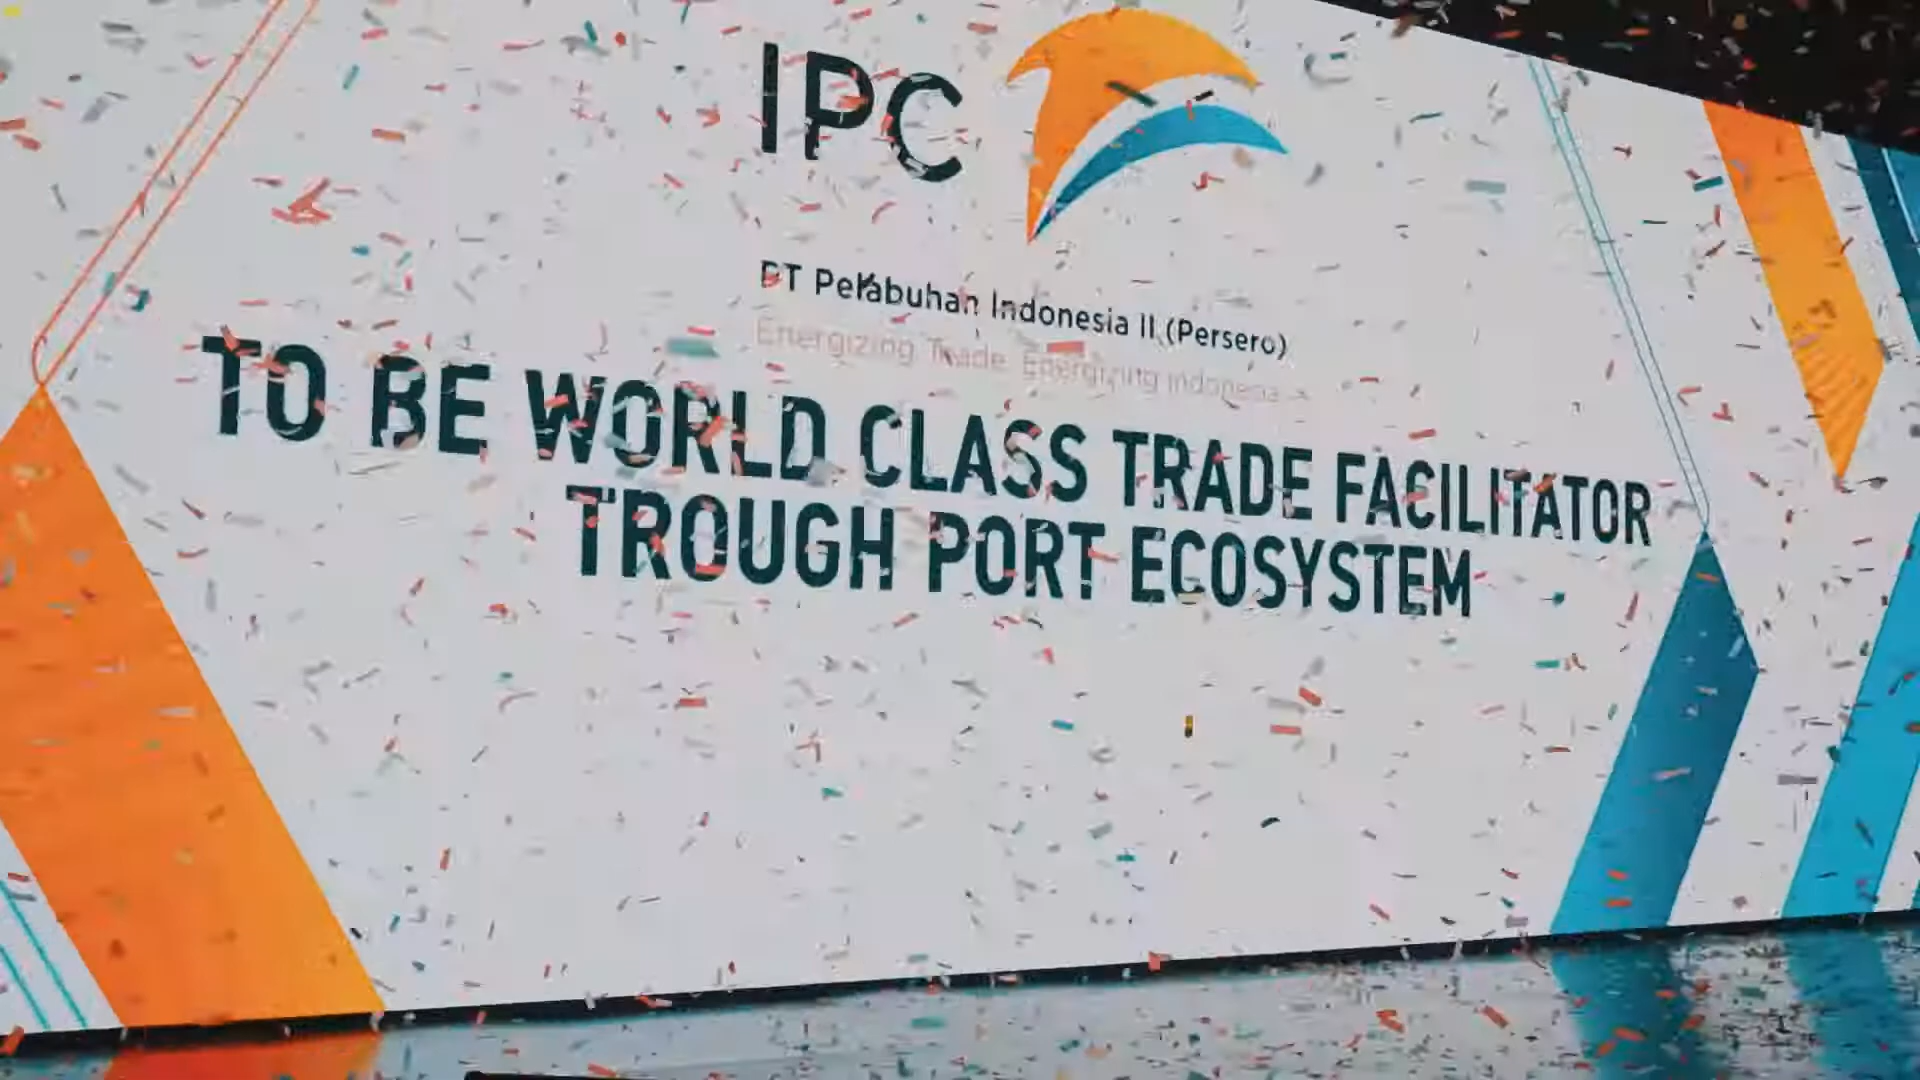 IPC
PT Pelabuhan Indonesia II (Persero)
Energizing Trade. Energizing Indonesia
TO BE WORLD CLASS TRADE FACILITATOR
TROUGH PORT ECOSYSTEM